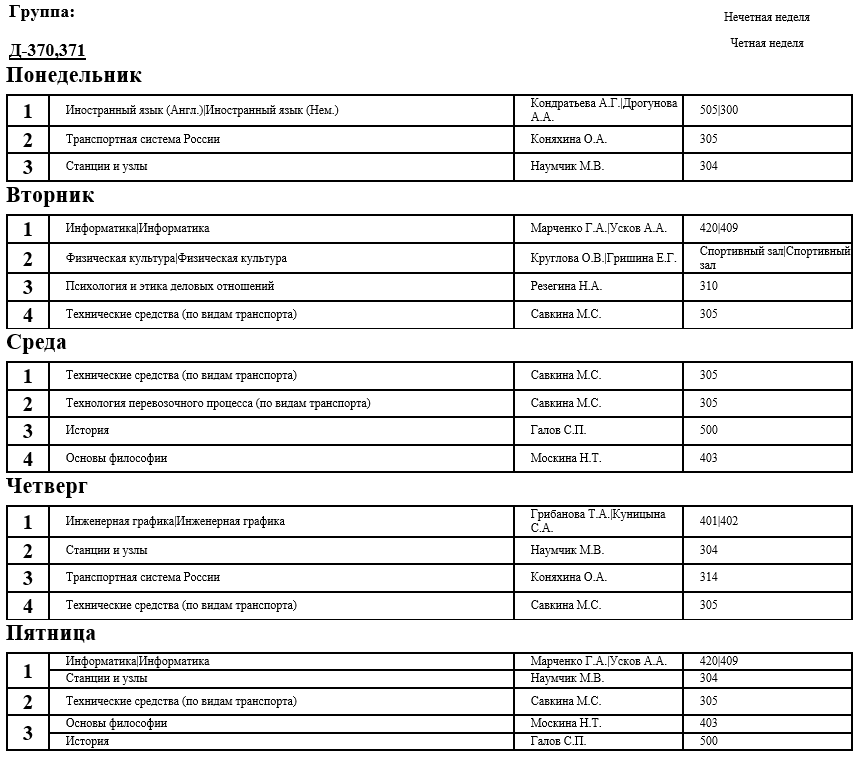 Группа:
Нечетная неделя
Д-370,371
Четная неделя
Понедельник
1 Иностранный язык (Англ.)|Иностранный язык (Нем.) Кондратьева А.Г.|Дрогунова А.А. 505|300
2 Транспортная система России Коняхина О.А. 305
3 Станции и узлы Наумчик М.В. 304
Вторник
1 Информатика|Информатика Марченко Г.А.|Усков А.А. 420|409
2 Физическая культура|Физическая культура Круглова О.В.|Гришина Е.Г. Спортивный зал|Спортивный зал
3 Психология и этика деловых отношений Резегина Н.А. 310
4 Технические средства (по видам транспорта) Савкина М.С. 305
Среда
1 Технические средства (по видам транспорта) Савкина М.С. 305
2 Технология перевозочного процесса (по видам транспорта) Савкина М.С. 305
3 История Галов С.П. 500
4 Основы философии Москина Н.Т. 403
Четверг
1 Инженерная графика|Инженерная графика Грибанова Т.А.|Куницына С.А. 401|402
2 Станции и узлы Наумчик М.В. 304
3 Транспортная система России Коняхина О.А. 314
4 Технические средства (по видам транспорта) Савкина М.С. 305
Пятница
1 Информатика|Информатика Марченко Г.А.|Усков А.А. 420|409
Станции и узлы Наумчик М.В. 304
2 Технические средства (по видам транспорта) Савкина М.С. 305
3 Основы философии Москина Н.Т. 403
История Галов С.П. 500